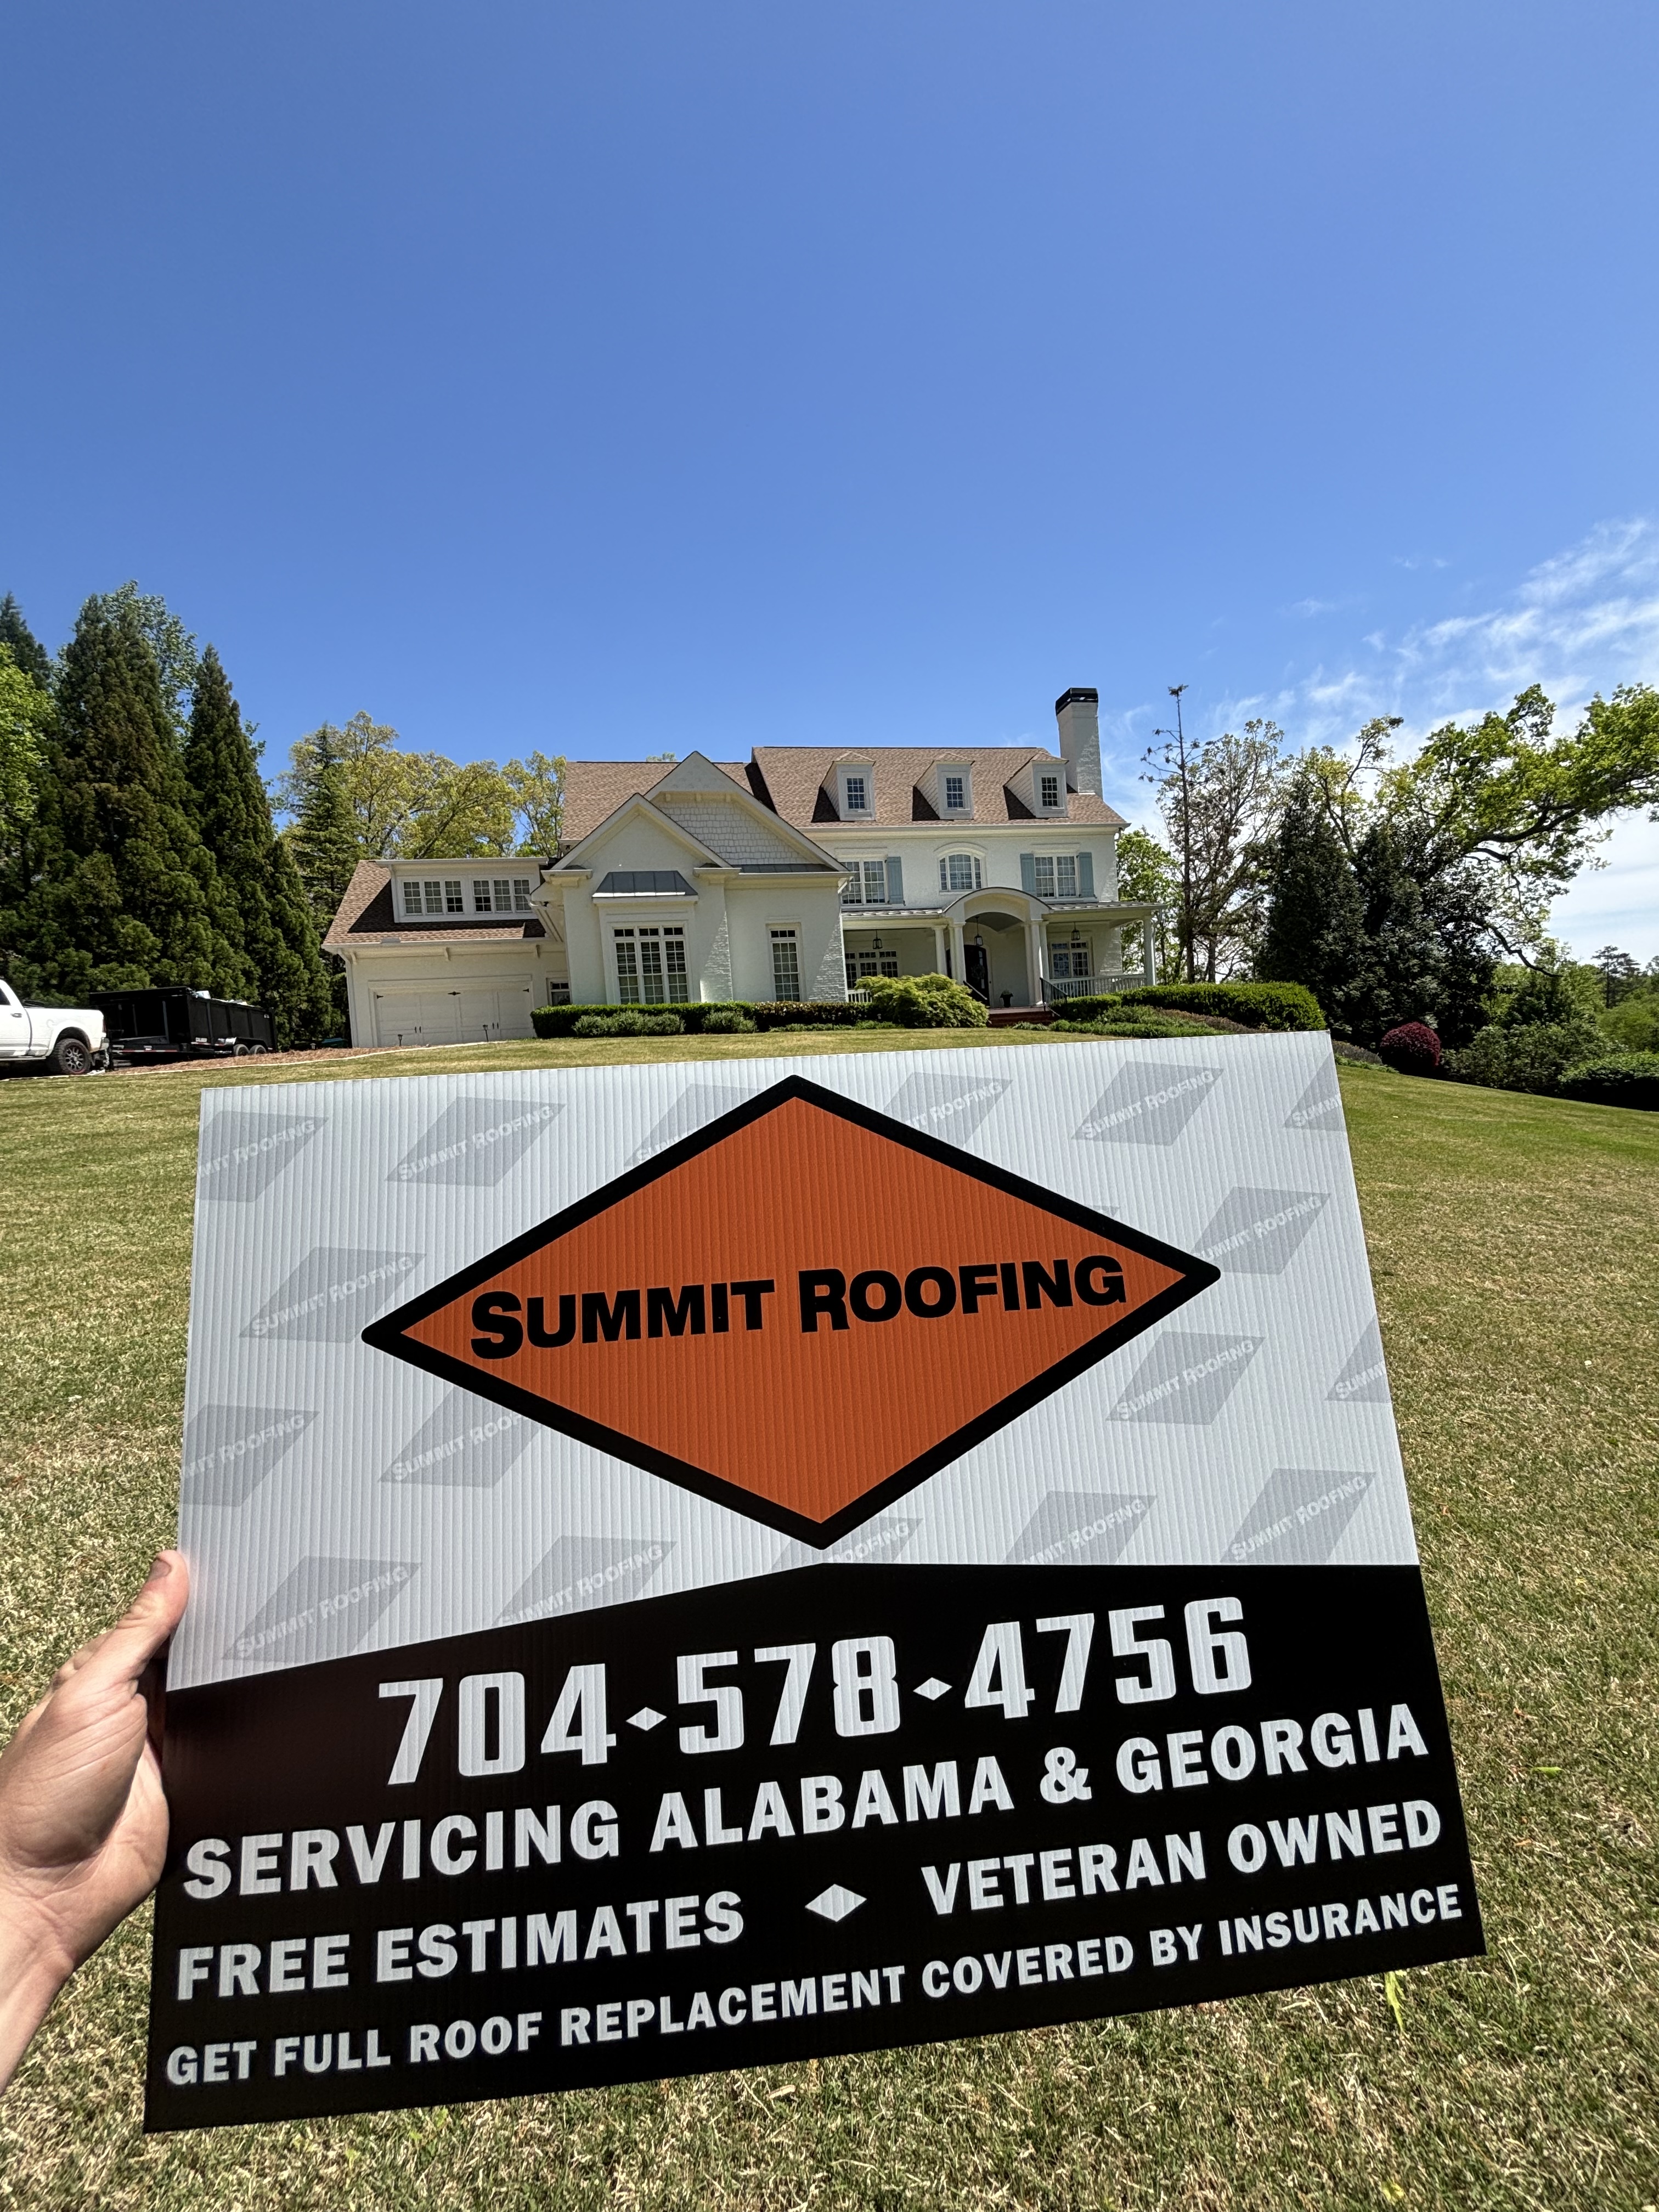 SUMMIT ROOFING
704-578-4756
SERVICING ALABAMA & GEORGIA
FREE ESTIMATES ◆ VETERAN OWNED
GET FULL ROOF REPLACEMENT COVERED BY INSURANCE